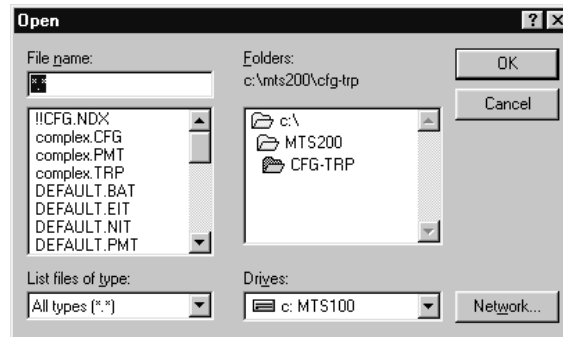 Open
File name:
*.*
!!CFG.NDX
complex.CFG
complex.PMT
complex.TRP
DEFAULT.BAT
DEFAULT.EIT
DEFAULT.NIT
DEFAULT.PMT
List files of type:
All types (*.*)
Folders:
c:\mts200\cfg-trp
c:\
MTS200
CFG-TRP
Drives:
c: MTS100
OK
Cancel
Network...